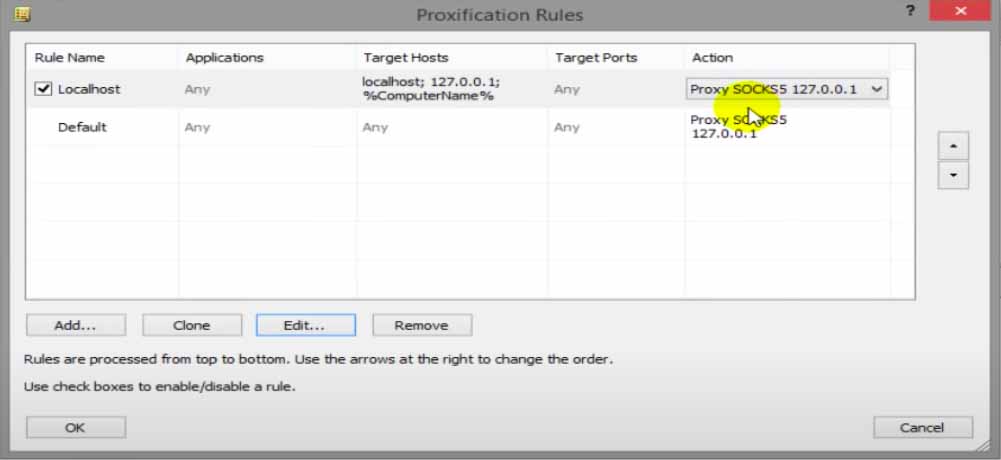 Proxification Rules
?
Rule Name Applications Target Hosts Target Ports Action
Localhost Any localhost; 127.0.0.1; %ComputerName% Any Proxy SOCKS5 127.0.0.1
Default Any Any Any Proxy SOCKS5 127.0.0.1
Add... Clone Edit... Remove
Rules are processed from top to bottom. Use the arrows at the right to change the order.
Use check boxes to enable/disable a rule.
OK Cancel